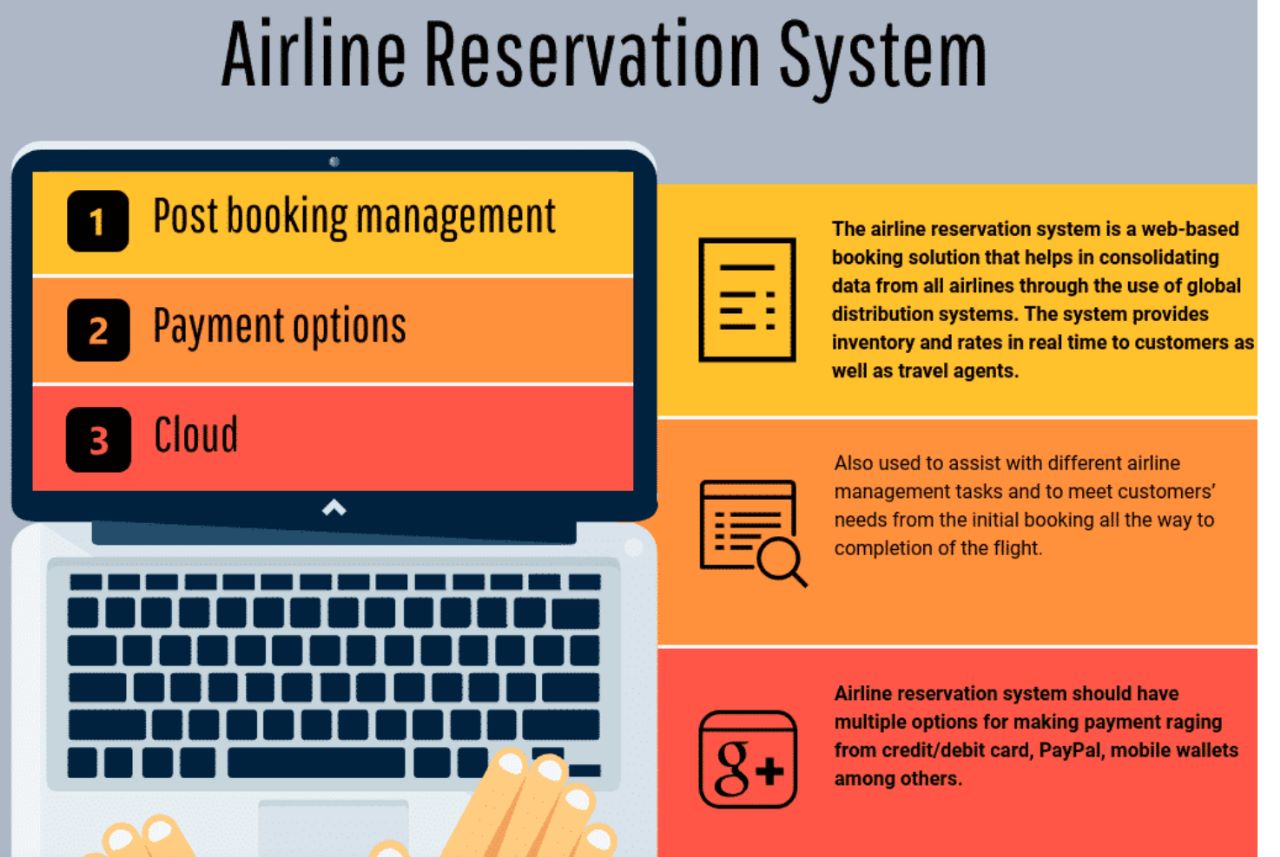 Airline Reservation System
1 Post booking management
2 Payment options
3 Cloud
The airline reservation system is a web-based
booking solution that helps in consolidating
data from all airlines through the use of global
distribution systems. The system provides
inventory and rates in real time to customers as
well as travel agents.
Also used to assist with different airline
management tasks and to meet customers’
needs from the initial booking all the way to
completion of the flight.
g+
Airline reservation system should have
multiple options for making payment raging
from credit/debit card, PayPal, mobile wallets
among others.